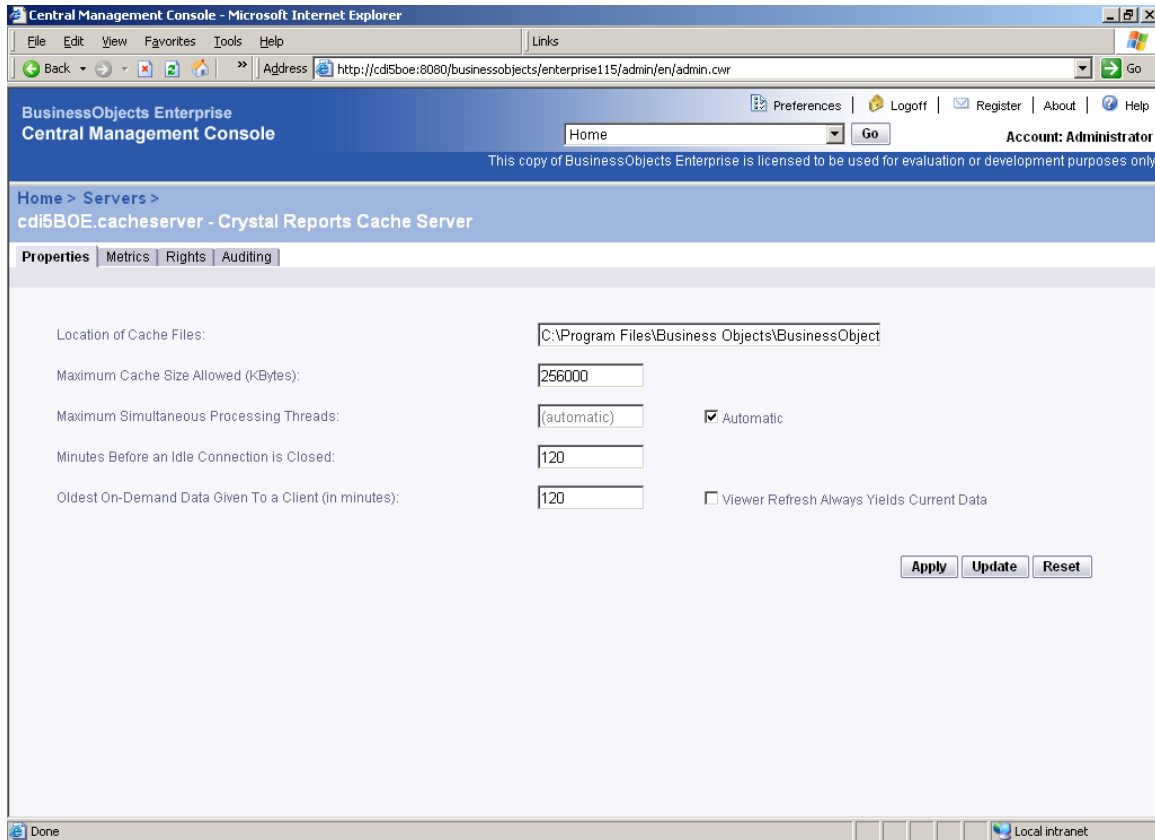 Central Management Console - Microsoft Internet Explorer
File Edit View Favorites Tools Help Links
Back » Address http://cdi5boe:8080/businessobjects/enterprise115/admin/en/admin.cwr Go
BusinessObjects Enterprise
Central Management Console
Preferences | Logoff | Register | About | Help
Home Go Account: Administrator
This copy of BusinessObjects Enterprise is licensed to be used for evaluation or development purposes only
Home > Servers >
cdi5BOE.cacheserver - Crystal Reports Cache Server
Properties | Metrics | Rights | Auditing |
Location of Cache Files: C:\Program Files\Business Objects\BusinessObject
Maximum Cache Size Allowed (KBytes): 256000
Maximum Simultaneous Processing Threads: (automatic) Automatic
Minutes Before an Idle Connection is Closed: 120
Oldest On-Demand Data Given To a Client (in minutes): 120 Viewer Refresh Always Yields Current Data
Apply Update Reset
Done Local intranet